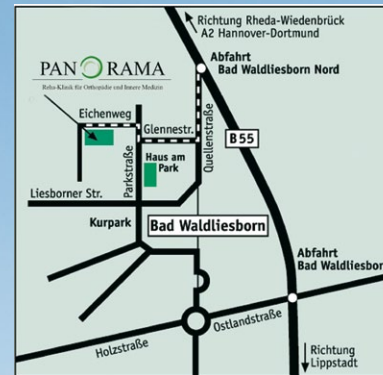 Richtung Rheda-Wiedenbrück
A2 Hannover-Dortmund
PANORAMA
Reha-Klinik für Orthopädie und Innere Medizin
Abfahrt
Bad Waldliesborn Nord
Eichenweg
Glennestr.
Quellenstraße
B 55
Parkstraße
Haus am
Park
Liesborner Str.
Kurpark
Bad Waldliesborn
Abfahrt
Bad Waldliesbor
Ostlandstraße
Holzstraße
Richtung
Lippstadt